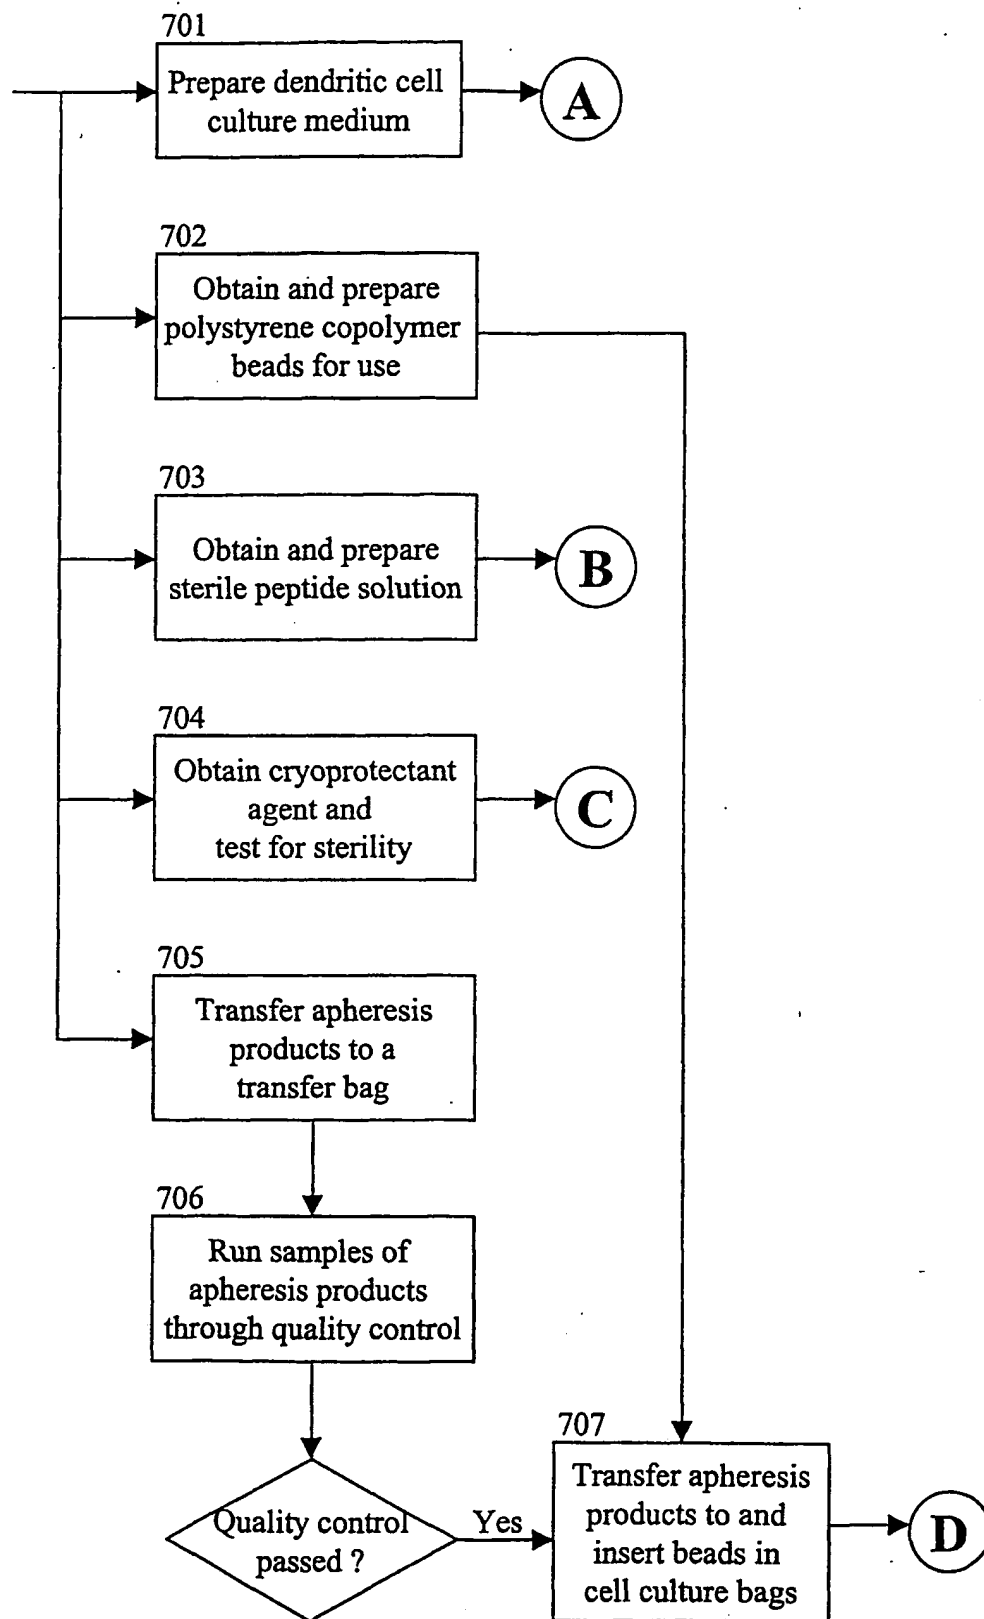 701
Prepare dendritic cell
culture medium
A
702
Obtain and prepare
polystyrene copolymer
beads for use
703
Obtain and prepare
sterile peptide solution
B
704
Obtain cryoprotectant
agent and
test for sterility
C
705
Transfer apheresis
products to a
transfer bag
706
Run samples of
apheresis products
through quality control
Quality control
passed ?
Yes
707
Transfer apheresis
products to and
insert beads in
cell culture bags
D